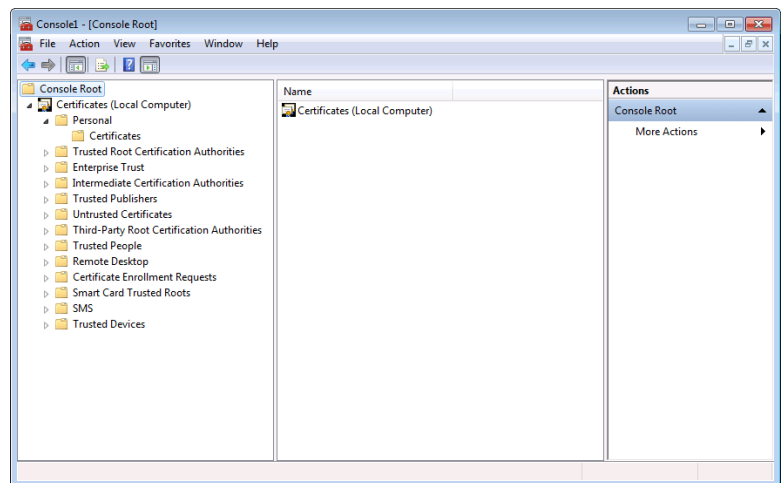 Console1 - [Console Root]
File Action View Favorites Window Help
Console Root
Certificates (Local Computer)
Personal
Certificates
Trusted Root Certification Authorities
Enterprise Trust
Intermediate Certification Authorities
Trusted Publishers
Untrusted Certificates
Third-Party Root Certification Authorities
Trusted People
Remote Desktop
Certificate Enrollment Requests
Smart Card Trusted Roots
SMS
Trusted Devices
Name
Certificates (Local Computer)
Actions
Console Root
More Actions